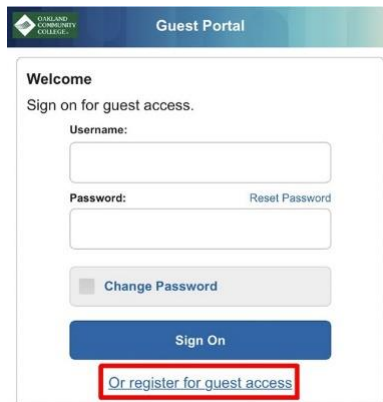 OAKLAND
COMMUNITY
COLLEGE
Guest Portal
Welcome
Sign on for guest access.
Username:
Password: Reset Password
Change Password
Sign On
Or register for guest access